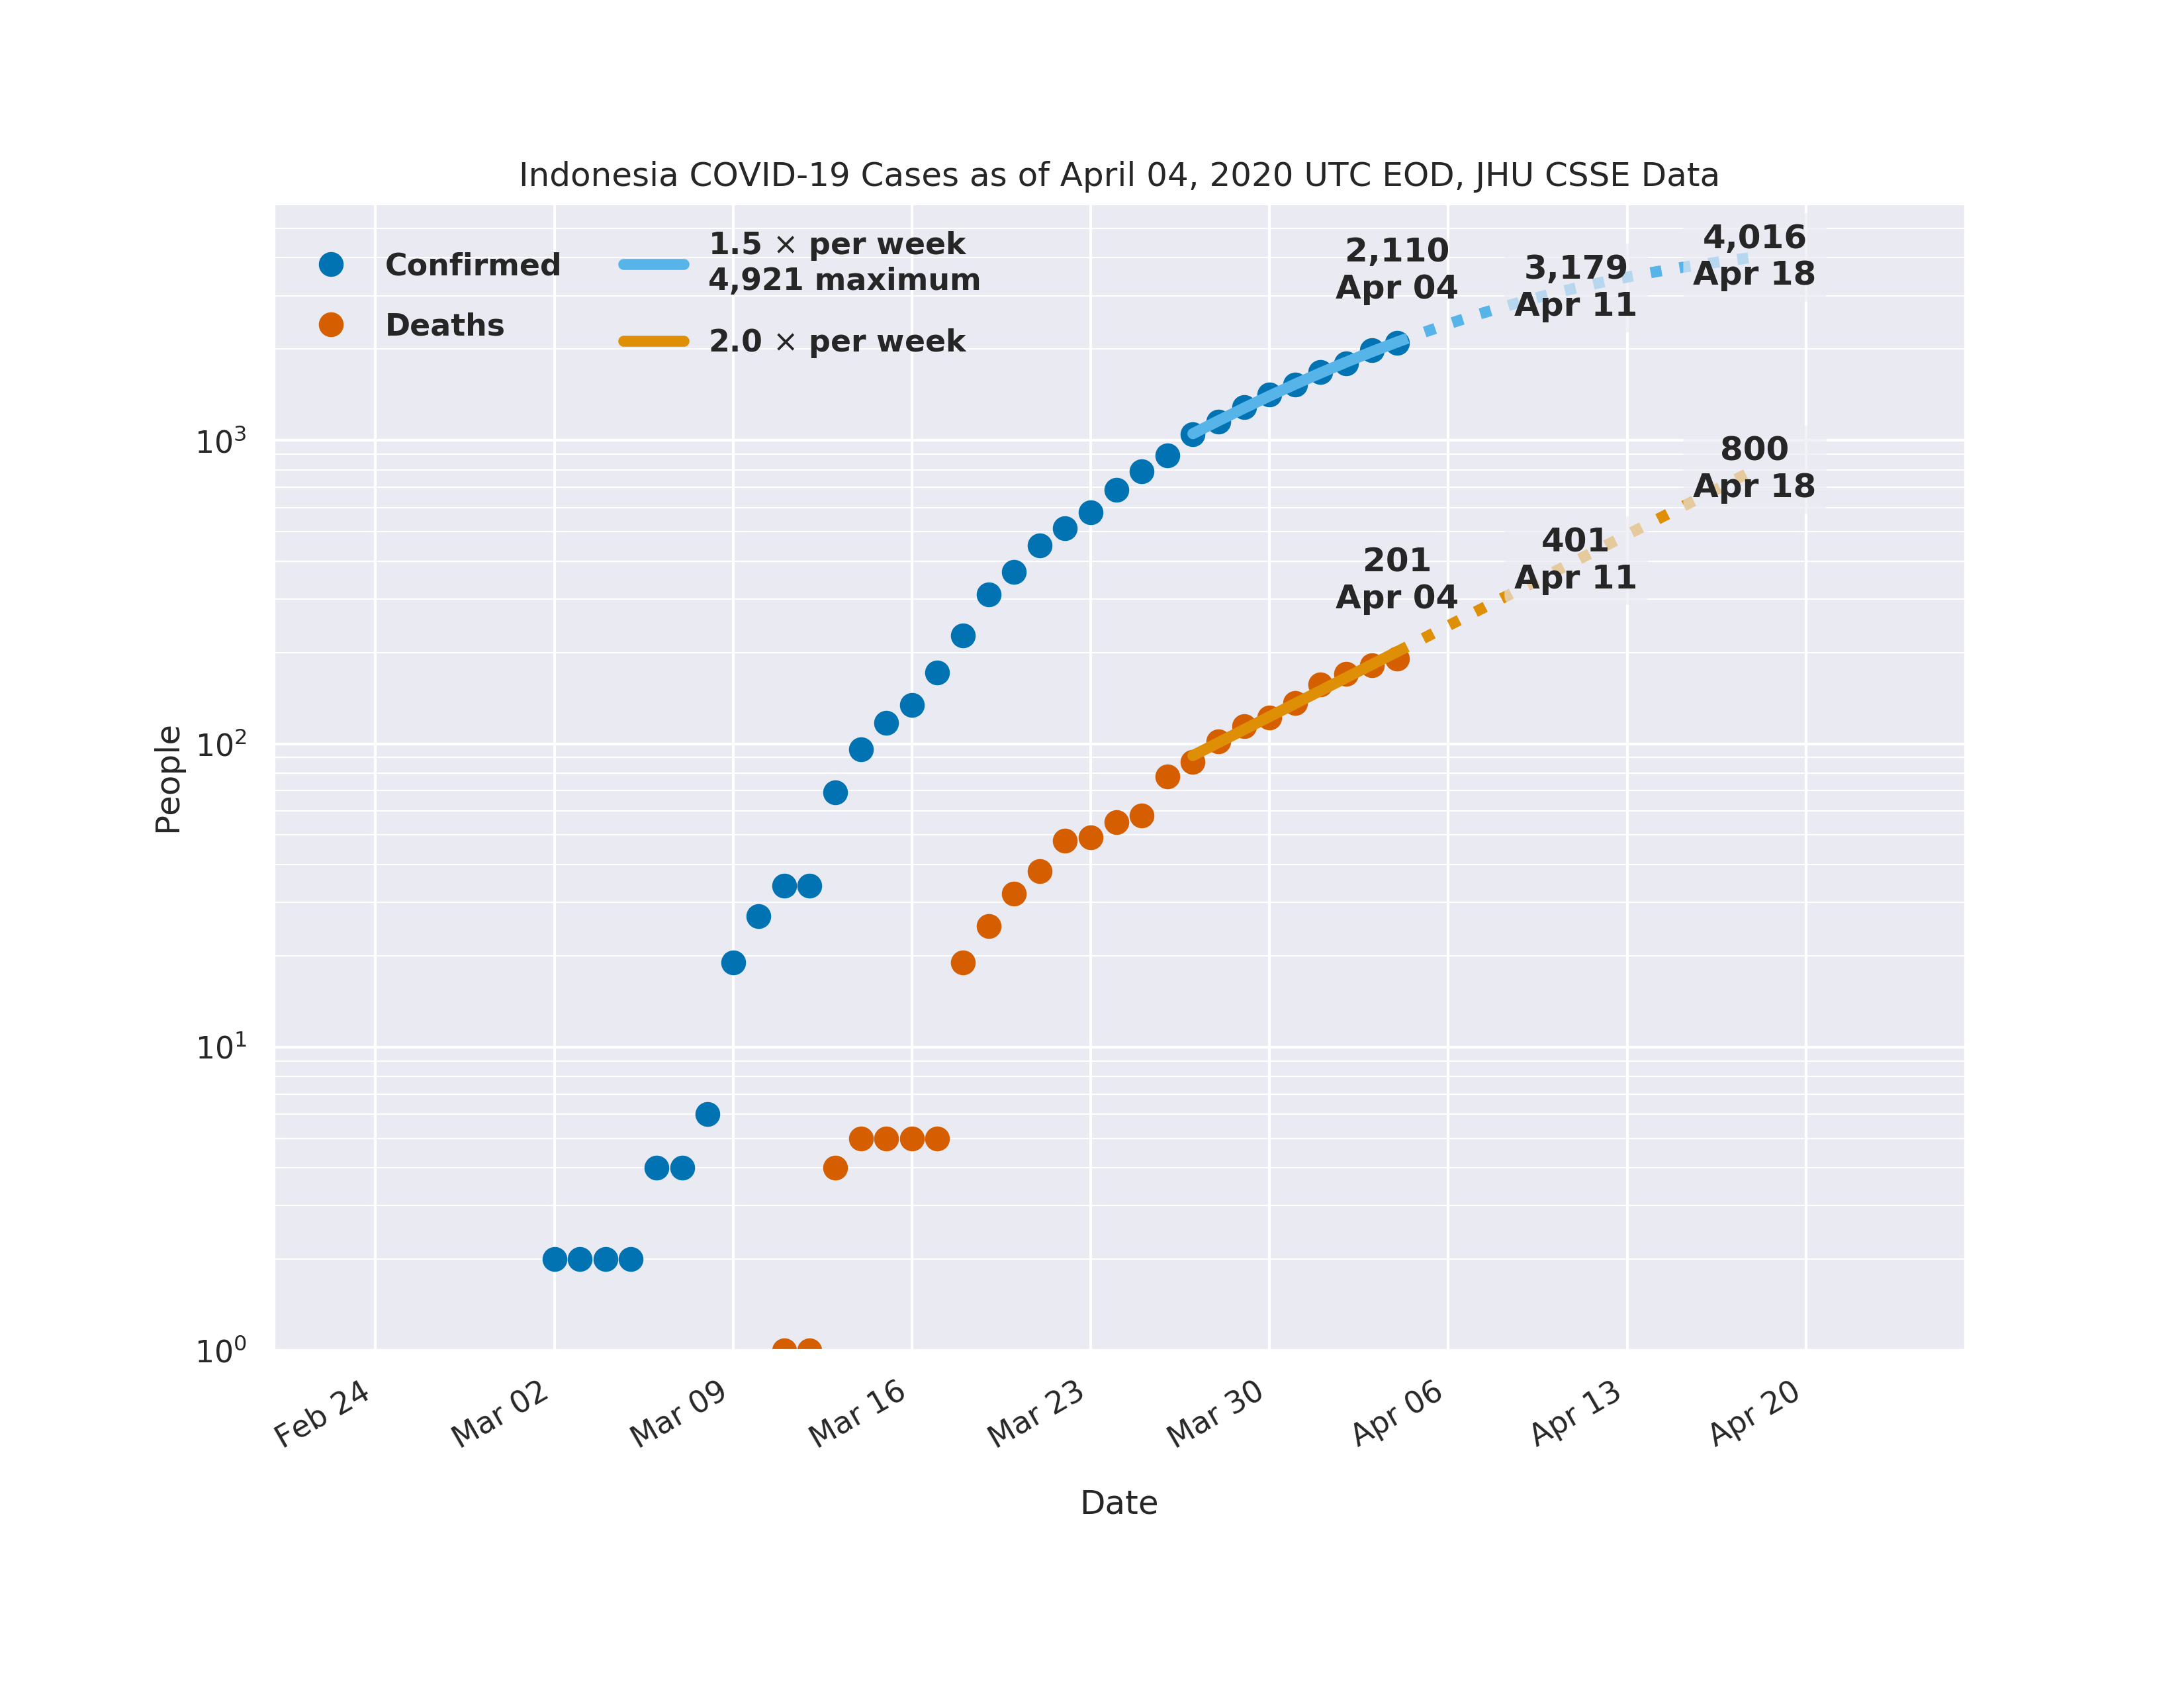 Indonesia COVID-19 Cases as of April 04, 2020 UTC EOD, JHU CSSE Data
Confirmed
Deaths
1.5 × per week
4,921 maximum
2.0 × per week
2,110
Apr 04
3,179
Apr 11
4,016
Apr 18
201
Apr 04
401
Apr 11
800
Apr 18
People
10³
10²
10¹
10⁰
Feb 24
Mar 02
Mar 09
Mar 16
Mar 23
Mar 30
Apr 06
Apr 13
Apr 20
Date